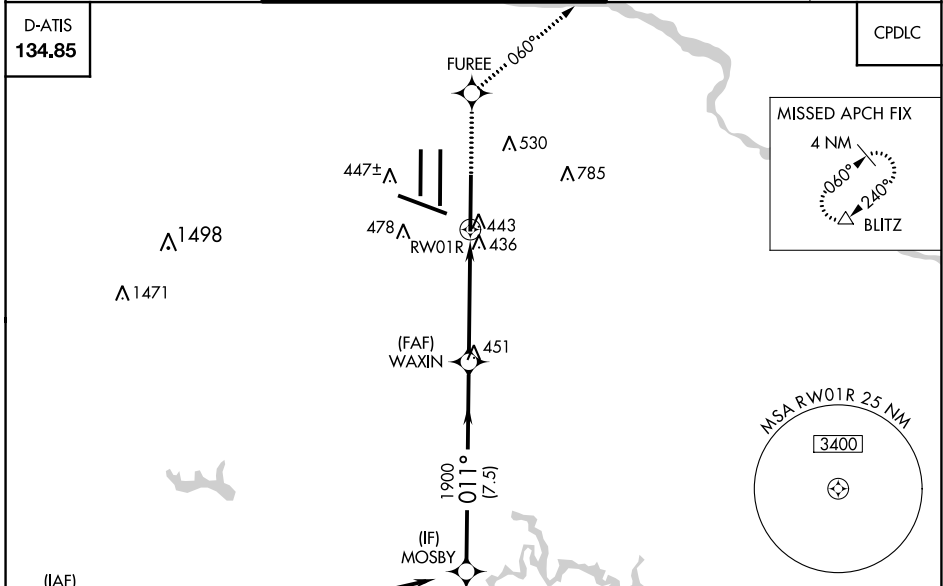 D-ATIS
134.85
CPDLC
FUREE
060°
MISSED APCH FIX
4 NM
060°
240°
BLITZ
530
785
447±
478
443
RW01R
436
1498
1471
(FAF)
WAXIN
451
MSA RW01R 25 NM
3400
1900
011°
(7.5)
(IF)
MOSBY
(IAF)